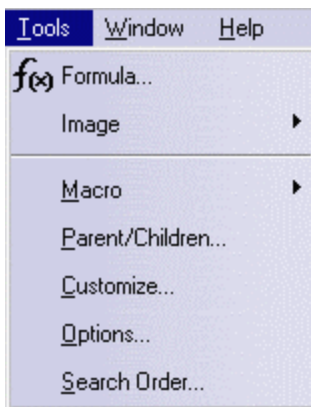 Tools Window Help
f(x) Formula...
Image
Macro
Parent/Children...
Customize...
Options...
Search Order...